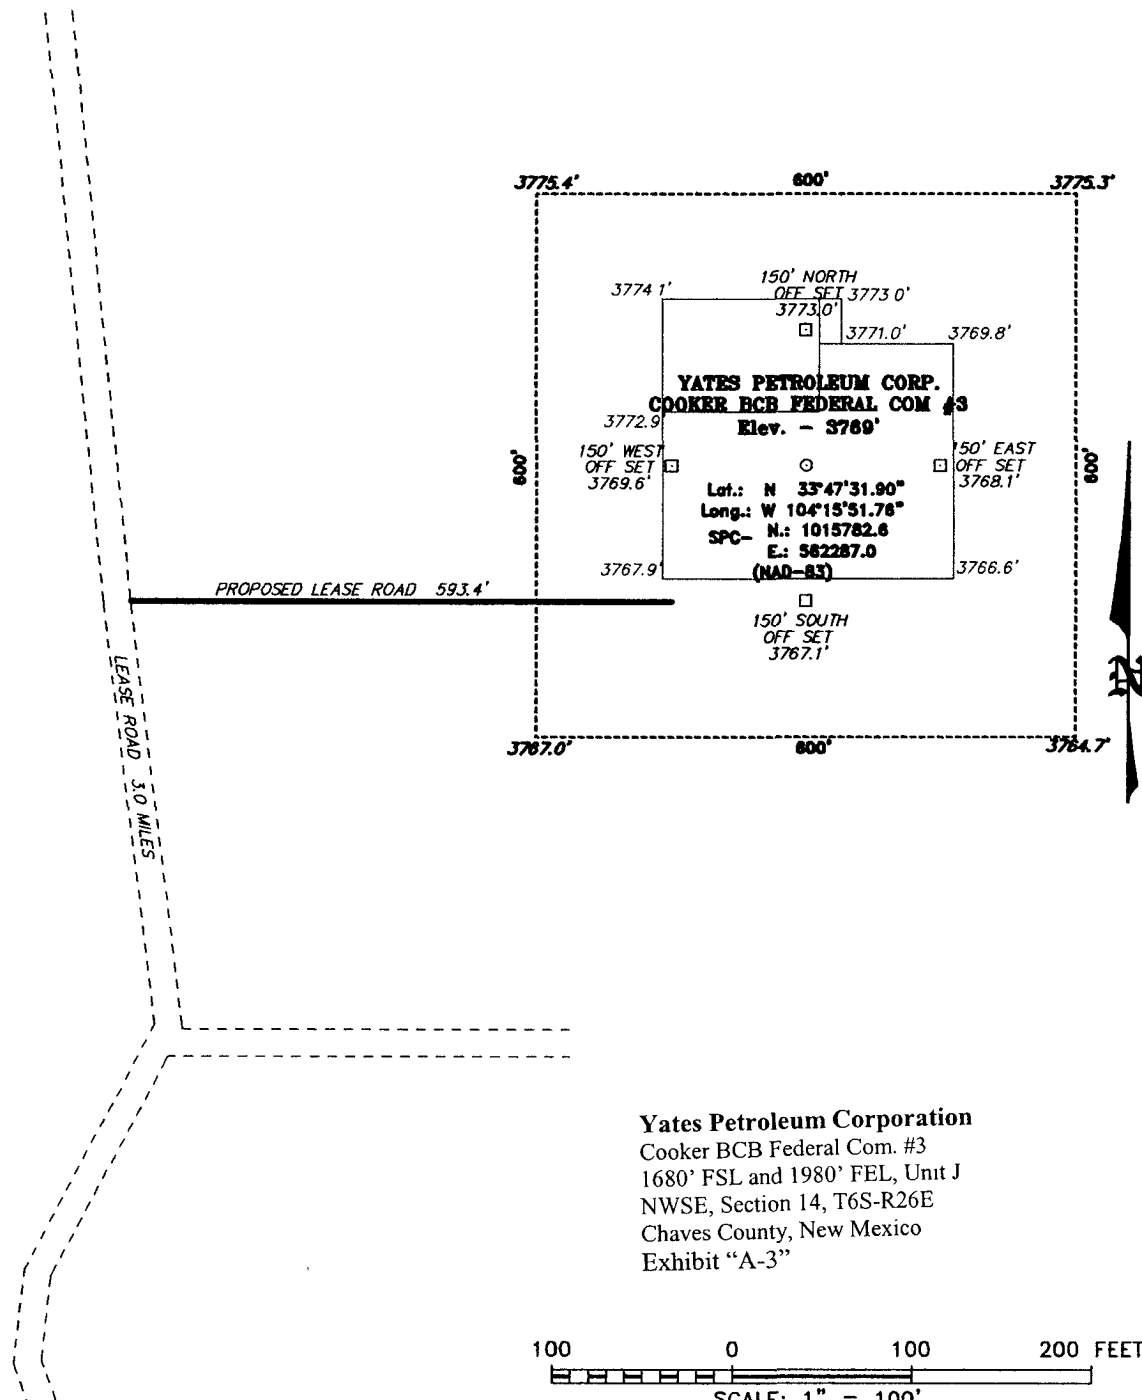 3775.4' 600' 3775.3'
150' NORTH
3774 1' OFF SET 3773 0'
3773.0'
3771.0' 3769.8'
YATES PETROLEUM CORP.
COOKER BCB FEDERAL COM #3
3772.9' Elev. - 3769'
150' WEST
OFF SET
3769.6'
150' EAST
OFF SET
3768.1'
600'
600'
Lat.: N 33°47'31.90"
Long.: W 104°15'51.76"
SPC- N.: 1015782.6
E.: 562287.0
(NAD-83)
3767.9' 3766.6'
PROPOSED LEASE ROAD 593.4'
150' SOUTH
OFF SET
3767.1'
LEASE ROAD 3.0 MILES
N
3767.0' 600' 3764.7'
Yates Petroleum Corporation
Cooker BCB Federal Com. #3
1680' FSL and 1980' FEL, Unit J
NWSE, Section 14, T6S-R26E
Chaves County, New Mexico
Exhibit “A-3”
100 0 100 200 FEET
SCALE: 1" = 100'